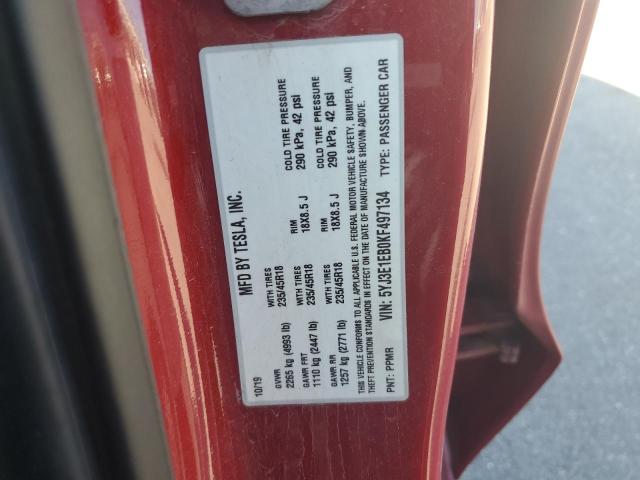 10/19 MFD BY TESLA, INC.
GVWR WITH TIRES RIM COLD TIRE PRESSURE
2265 kg (4993 lb) 235/45R18 18X8.5 J 290 kPa, 42 psi
GAWR FRT WITH TIRES RIM COLD TIRE PRESSURE
1110 kg (2447 lb) 235/45R18 18X8.5 J 290 kPa, 42 psi
GAWR RR WITH TIRES
1257 kg (2771 lb) 235/45R18
THIS VEHICLE CONFORMS TO ALL APPLICABLE U.S. FEDERAL MOTOR VEHICLE SAFETY, BUMPER, AND
THEFT PREVENTION STANDARDS IN EFFECT ON THE DATE OF MANUFACTURE SHOWN ABOVE.
VIN: 5YJ3E1EB0KF497134
PNT: PPMR TYPE: PASSENGER CAR